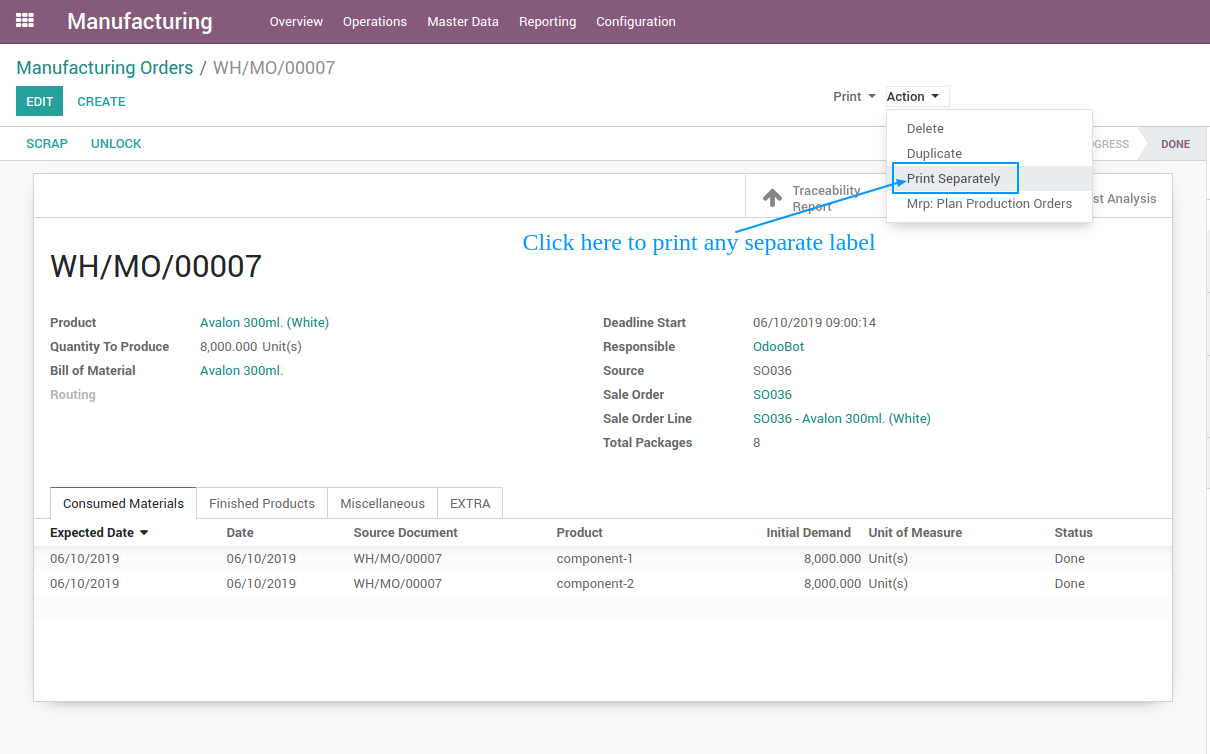 Manufacturing Overview Operations Master Data Reporting Configuration
Manufacturing Orders / WH/MO/00007
EDIT CREATE Print Action
Delete
Duplicate
Print Separately
Mrp: Plan Production Orders
SCRAP UNLOCK DONE
Traceability
Report
st Analysis
Click here to print any separate label
WH/MO/00007
Product Avalon 300ml. (White)
Quantity To Produce 8,000.000 Unit(s)
Bill of Material Avalon 300ml.
Routing
Deadline Start 06/10/2019 09:00:14
Responsible OdooBot
Source SO036
Sale Order SO036
Sale Order Line SO036 - Avalon 300ml. (White)
Total Packages 8
Consumed Materials Finished Products Miscellaneous EXTRA
Expected Date Date Source Document Product Initial Demand Unit of Measure Status
06/10/2019 06/10/2019 WH/MO/00007 component-1 8,000.000 Unit(s) Done
06/10/2019 06/10/2019 WH/MO/00007 component-2 8,000.000 Unit(s) Done